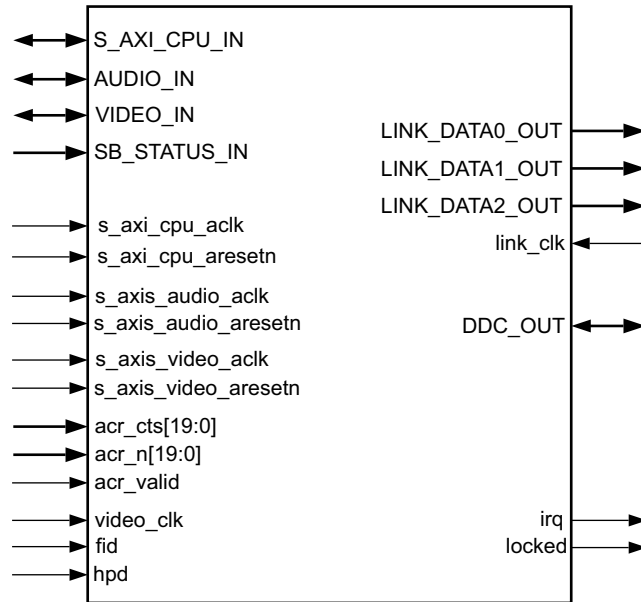 S_AXI_CPU_IN
AUDIO_IN
VIDEO_IN
SB_STATUS_IN
s_axi_cpu_aclk
s_axi_cpu_aresetn
s_axis_audio_aclk
s_axis_audio_aresetn
s_axis_video_aclk
s_axis_video_aresetn
acr_cts[19:0]
acr_n[19:0]
acr_valid
video_clk
fid
hpd
LINK_DATA0_OUT
LINK_DATA1_OUT
LINK_DATA2_OUT
link_clk
DDC_OUT
irq
locked